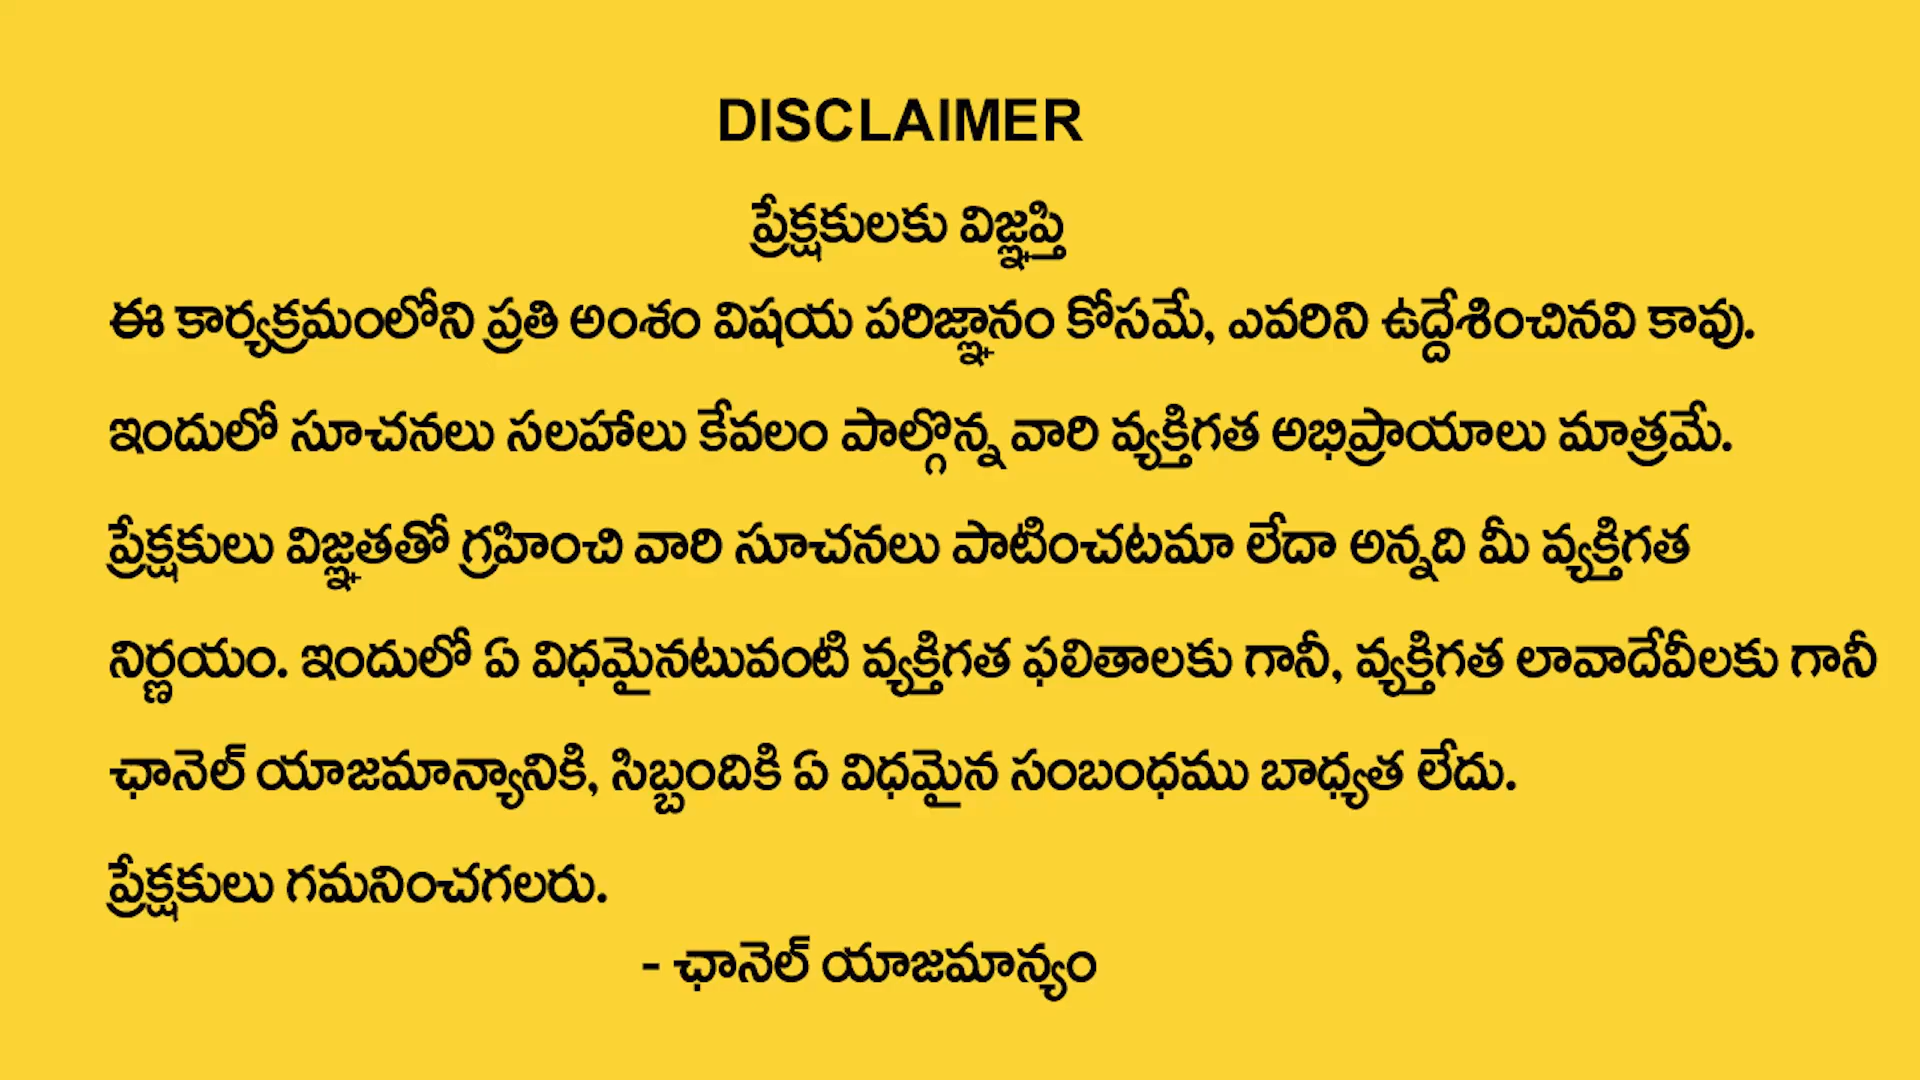 DISCLAIMER
ప్రేక్షకులకు విజ్ఞప్తి
ఈ కార్యక్రమంలోని ప్రతి అంశం విషయ పరిజ్ఞానం కోసమే, ఎవరిని ఉద్దేశించినవి కావు.
ఇందులో సూచనలు సలహాలు కేవలం పాల్గొన్న వారి వ్యక్తిగత అభిప్రాయాలు మాత్రమే.
ప్రేక్షకులు విజ్ఞతతో గ్రహించి వారి సూచనలు పాటించటమా లేదా అన్నది మీ వ్యక్తిగత
నిర్ణయం. ఇందులో ఏ విధమైనటువంటి వ్యక్తిగత ఫలితాలకు గానీ, వ్యక్తిగత లావాదేవీలకు గానీ
ఛానెల్ యాజమాన్యానికి, సిబ్బందికి ఏ విధమైన సంబంధము బాధ్యత లేదు.
ప్రేక్షకులు గమనించగలరు.
- ఛానెల్ యాజమాన్యం